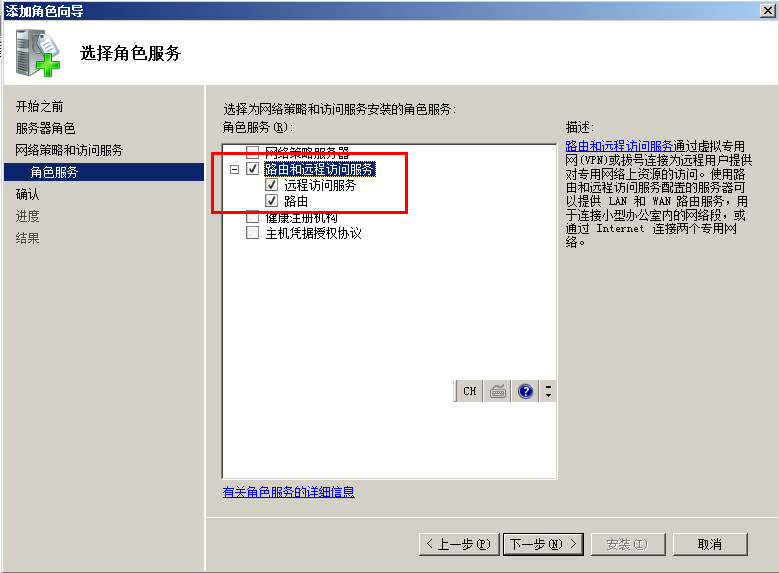 添加角色向导
选择角色服务
开始之前
服务器角色
网络策略和访问服务
角色服务
确认
进度
结果
选择为网络策略和访问服务安装的角色服务:
角色服务(R):
网络策略服务器
路由和远程访问服务
远程访问服务
路由
健康注册机构
主机凭据授权协议
有关角色服务的详细信息
描述:
路由和远程访问服务通过虚拟专用
网(VPN)或拔号连接为远程用户提供
对专用网络上资源的访问。使用路
由和远程访问服务配置的服务器可
以提供 LAN 和 WAN 路由服务，用
于连接小型办公室内的网络段，或
通过 Internet 连接两个专用网
络。
CH
< 上一步(P)
下一步(N) >
安装(I)
取消